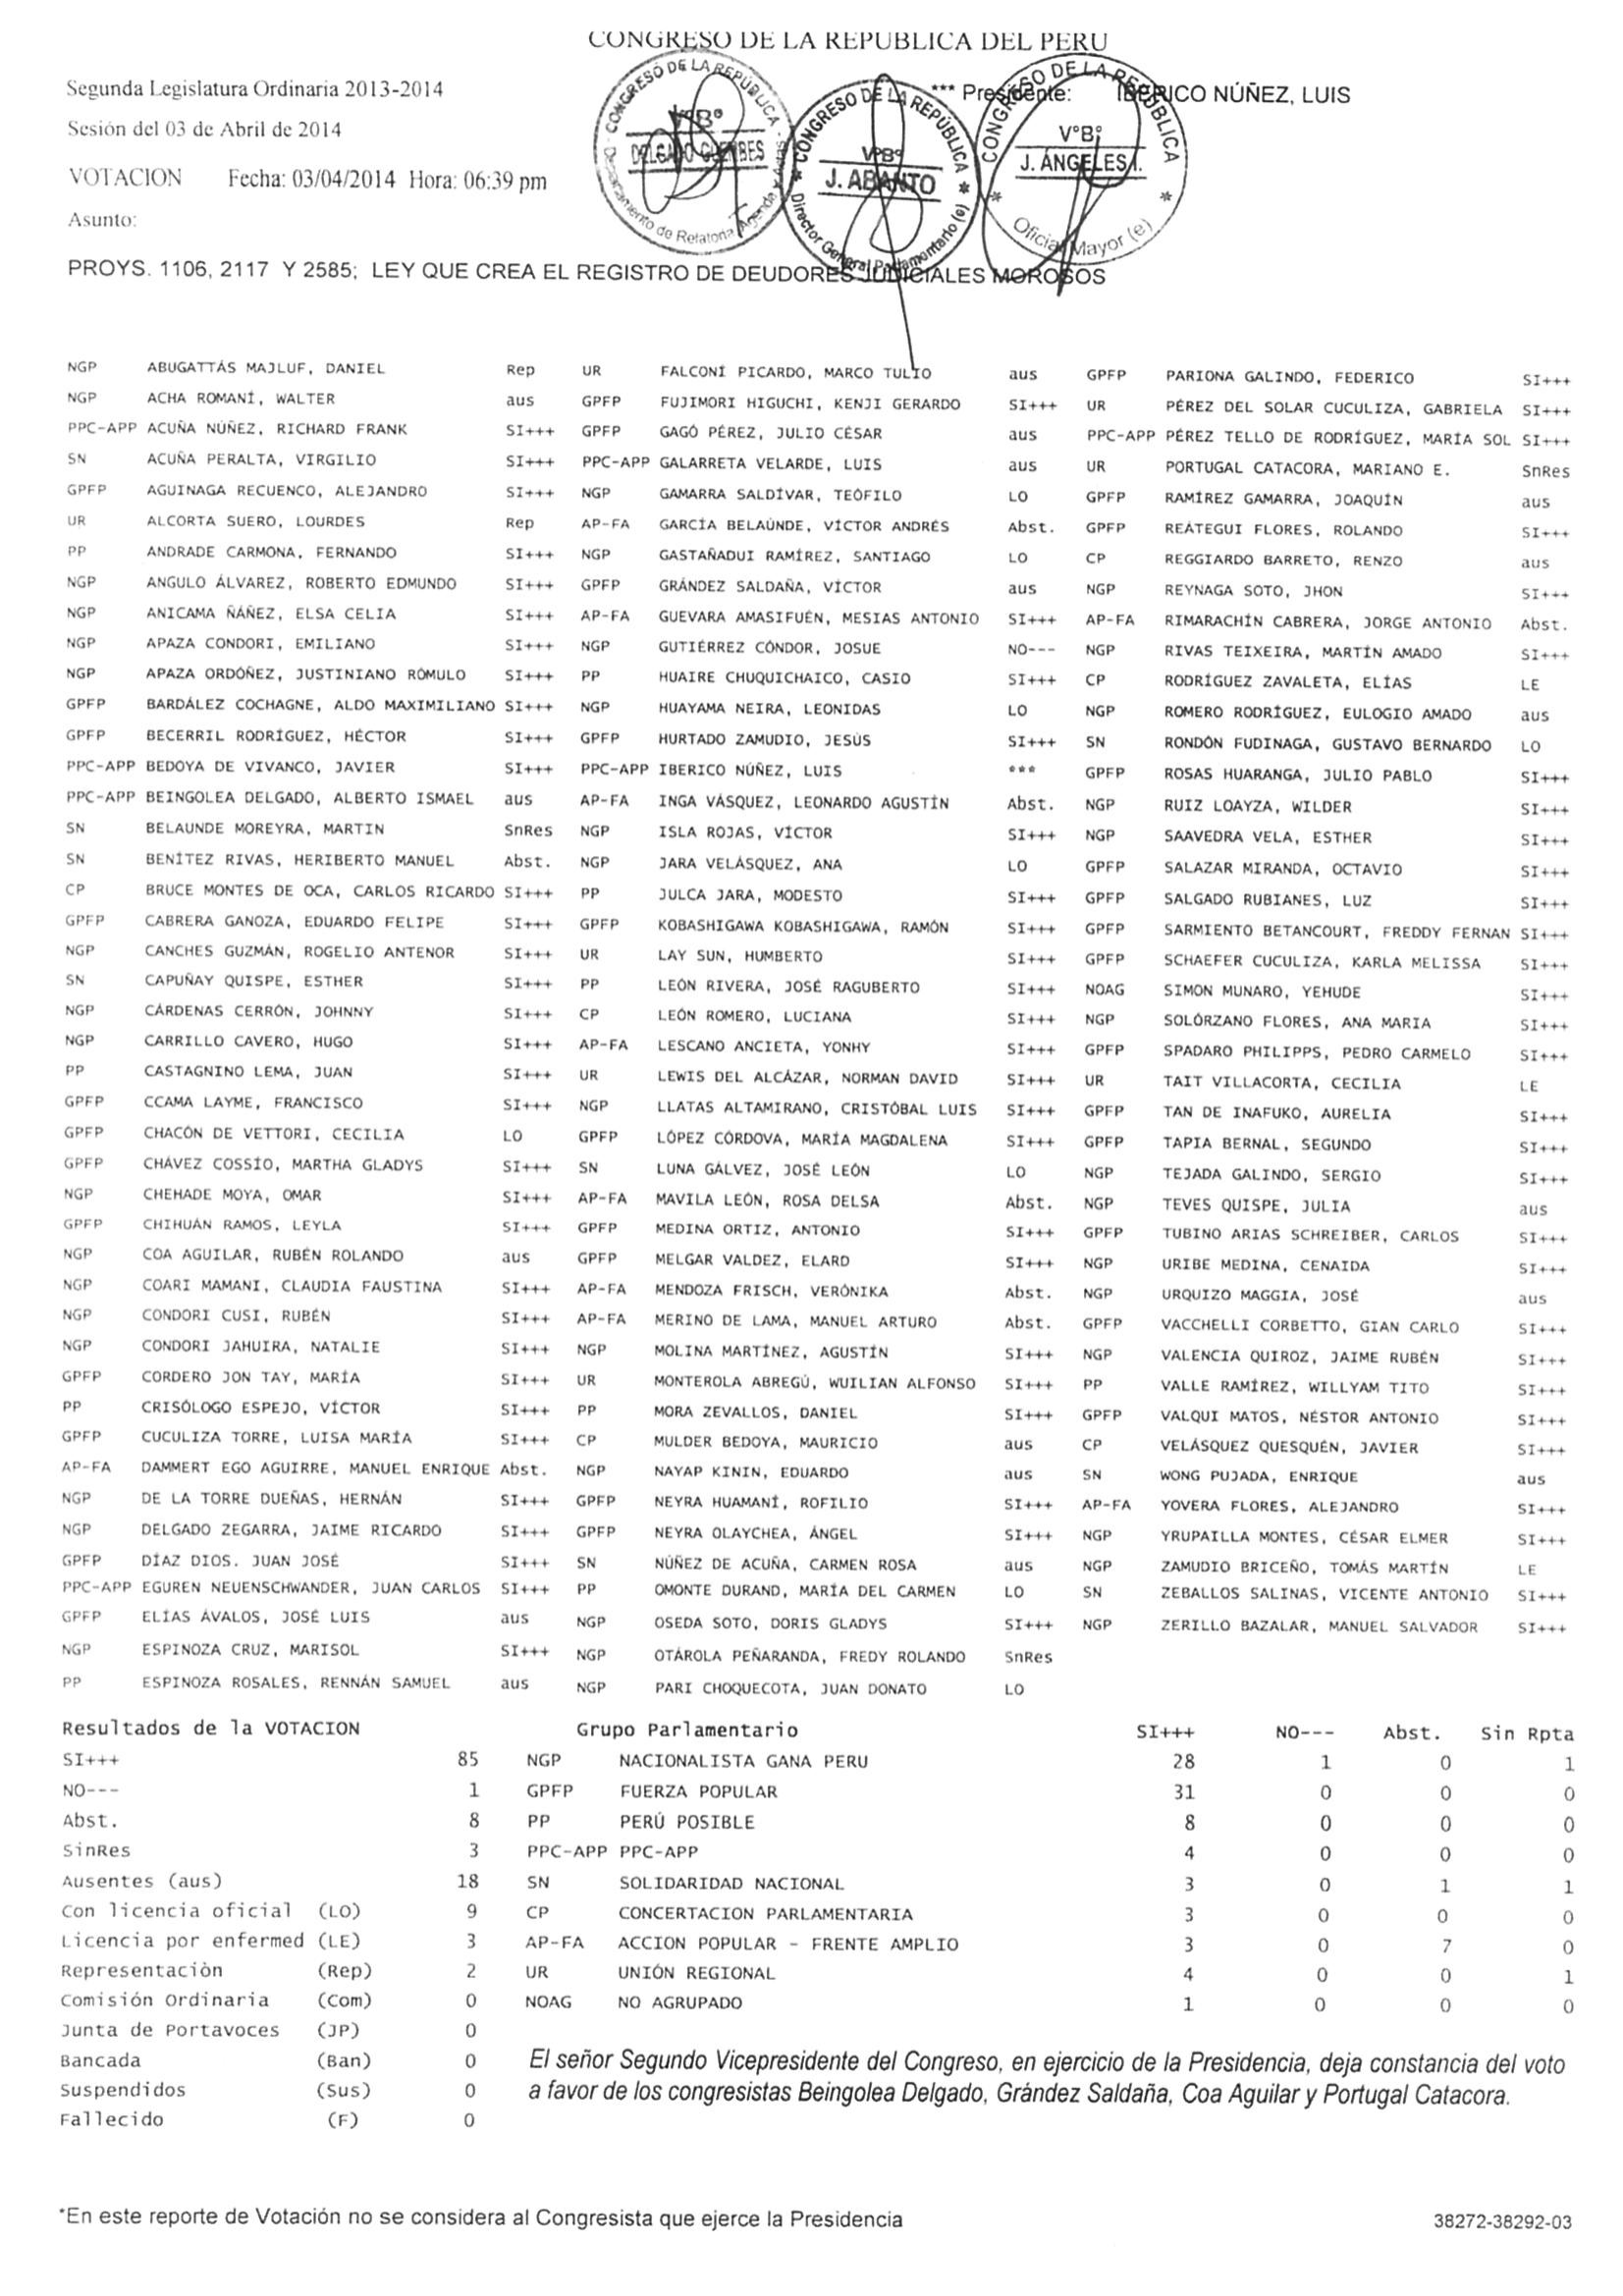 CONGRESO DE LA REPUBLICA DEL PERU
Segunda Legislatura Ordinaria 2013-2014
*** Presidente: IBERICO NÚÑEZ, LUIS
Sesión del 03 de Abril de 2014
VOTACION Fecha: 03/04/2014 Hora: 06:39 pm
Asunto:
CONGRESO DE LA REPÚBLICA
V°B°
DELGADO GUEMBES
Departamento de Relatoria Agenda y Actas
CONGRESO DE LA REPÚBLICA
V°B°
J. ABANTO
Director General Parlamentario (e)
CONGRESO DE LA REPUBLICA
V°B°
J. ÁNGELES I.
Oficial Mayor (e)
PROYS. 1106, 2117 Y 2585; LEY QUE CREA EL REGISTRO DE DEUDORES JUDICIALES MOROSOS
NGP ABUGATTÁS MAJLUF, DANIEL Rep UR FALCONÍ PICARDO, MARCO TULIO aus GPFP PARIONA GALINDO, FEDERICO SI+++
NGP ACHA ROMANÍ, WALTER aus GPFP FUJIMORI HIGUCHI, KENJI GERARDO SI+++ UR PÉREZ DEL SOLAR CUCULIZA, GABRIELA SI+++
PPC-APP ACUÑA NÚÑEZ, RICHARD FRANK SI+++ GPFP GAGÓ PÉREZ, JULIO CÉSAR aus PPC-APP PÉREZ TELLO DE RODRÍGUEZ, MARÍA SOL SI+++
SN ACUÑA PERALTA, VIRGILIO SI+++ PPC-APP GALARRETA VELARDE, LUIS aus UR PORTUGAL CATACORA, MARIANO E. SnRes
GPFP AGUINAGA RECUENCO, ALEJANDRO SI+++ NGP GAMARRA SALDÍVAR, TEÓFILO LO GPFP RAMÍREZ GAMARRA, JOAQUÍN aus
UR ALCORTA SUERO, LOURDES Rep AP-FA GARCÍA BELAÚNDE, VÍCTOR ANDRÉS Abst. GPFP REÁTEGUI FLORES, ROLANDO SI+++
PP ANDRADE CARMONA, FERNANDO SI+++ NGP GASTAÑADUI RAMÍREZ, SANTIAGO LO CP REGGIARDO BARRETO, RENZO aus
NGP ANGULO ÁLVAREZ, ROBERTO EDMUNDO SI+++ GPFP GRÁNDEZ SALDAÑA, VÍCTOR aus NGP REYNAGA SOTO, JHON SI+++
NGP ANICAMA ÑÁÑEZ, ELSA CELIA SI+++ AP-FA GUEVARA AMASIFUÉN, MESIAS ANTONIO SI+++ AP-FA RIMARACHÍN CABRERA, JORGE ANTONIO Abst.
NGP APAZA CONDORI, EMILIANO SI+++ NGP GUTIÉRREZ CÓNDOR, JOSUE NO--- NGP RIVAS TEIXEIRA, MARTÍN AMADO SI+++
NGP APAZA ORDÓÑEZ, JUSTINIANO RÓMULO SI+++ PP HUAIRE CHUQUICHAICO, CASIO SI+++ CP RODRÍGUEZ ZAVALETA, ELÍAS LE
GPFP BARDÁLEZ COCHAGNE, ALDO MAXIMILIANO SI+++ NGP HUAYAMA NEIRA, LEONIDAS LO NGP ROMERO RODRÍGUEZ, EULOGIO AMADO aus
GPFP BECERRIL RODRÍGUEZ, HÉCTOR SI+++ GPFP HURTADO ZAMUDIO, JESÚS SI+++ SN RONDÓN FUDINAGA, GUSTAVO BERNARDO LO
PPC-APP BEDOYA DE VIVANCO, JAVIER SI+++ PPC-APP IBERICO NÚÑEZ, LUIS *** GPFP ROSAS HUARANGA, JULIO PABLO SI+++
PPC-APP BEINGOLEA DELGADO, ALBERTO ISMAEL aus AP-FA INGA VÁSQUEZ, LEONARDO AGUSTÍN Abst. NGP RUIZ LOAYZA, WILDER SI+++
SN BELAUNDE MOREYRA, MARTIN SnRes NGP ISLA ROJAS, VÍCTOR SI+++ NGP SAAVEDRA VELA, ESTHER SI+++
SN BENÍTEZ RIVAS, HERIBERTO MANUEL Abst. NGP JARA VELÁSQUEZ, ANA LO GPFP SALAZAR MIRANDA, OCTAVIO SI+++
CP BRUCE MONTES DE OCA, CARLOS RICARDO SI+++ PP JULCA JARA, MODESTO SI+++ GPFP SALGADO RUBIANES, LUZ SI+++
GPFP CABRERA GANOZA, EDUARDO FELIPE SI+++ GPFP KOBASHIGAWA KOBASHIGAWA, RAMÓN SI+++ GPFP SARMIENTO BETANCOURT, FREDDY FERNAN SI+++
NGP CANCHES GUZMÁN, ROGELIO ANTENOR SI+++ UR LAY SUN, HUMBERTO SI+++ GPFP SCHAEFER CUCULIZA, KARLA MELISSA SI+++
SN CAPUÑAY QUISPE, ESTHER SI+++ PP LEÓN RIVERA, JOSÉ RAGUBERTO SI+++ NOAG SIMON MUNARO, YEHUDE SI+++
NGP CÁRDENAS CERRÓN, JOHNNY SI+++ CP LEÓN ROMERO, LUCIANA SI+++ NGP SOLÓRZANO FLORES, ANA MARIA SI+++
NGP CARRILLO CAVERO, HUGO SI+++ AP-FA LESCANO ANCIETA, YONHY SI+++ GPFP SPADARO PHILIPPS, PEDRO CARMELO SI+++
PP CASTAGNINO LEMA, JUAN SI+++ UR LEWIS DEL ALCÁZAR, NORMAN DAVID SI+++ UR TAIT VILLACORTA, CECILIA LE
GPFP CCAMA LAYME, FRANCISCO SI+++ NGP LLATAS ALTAMIRANO, CRISTÓBAL LUIS SI+++ GPFP TAN DE INAFUKO, AURELIA SI+++
GPFP CHACÓN DE VETTORI, CECILIA LO GPFP LÓPEZ CÓRDOVA, MARÍA MAGDALENA SI+++ GPFP TAPIA BERNAL, SEGUNDO SI+++
GPFP CHÁVEZ COSSÍO, MARTHA GLADYS SI+++ SN LUNA GÁLVEZ, JOSÉ LEÓN LO NGP TEJADA GALINDO, SERGIO SI+++
NGP CHEHADE MOYA, OMAR SI+++ AP-FA MAVILA LEÓN, ROSA DELSA Abst. NGP TEVES QUISPE, JULIA aus
GPFP CHIHUÁN RAMOS, LEYLA SI+++ GPFP MEDINA ORTIZ, ANTONIO SI+++ GPFP TUBINO ARIAS SCHREIBER, CARLOS SI+++
NGP COA AGUILAR, RUBÉN ROLANDO aus GPFP MELGAR VALDEZ, ELARD SI+++ NGP URIBE MEDINA, CENAIDA SI+++
NGP COARI MAMANI, CLAUDIA FAUSTINA SI+++ AP-FA MENDOZA FRISCH, VERÓNIKA Abst. NGP URQUIZO MAGGIA, JOSÉ aus
NGP CONDORI CUSI, RUBÉN SI+++ AP-FA MERINO DE LAMA, MANUEL ARTURO Abst. GPFP VACCHELLI CORBETTO, GIAN CARLO SI+++
NGP CONDORI JAHUIRA, NATALIE SI+++ NGP MOLINA MARTÍNEZ, AGUSTÍN SI+++ NGP VALENCIA QUIROZ, JAIME RUBÉN SI+++
GPFP CORDERO JON TAY, MARÍA SI+++ UR MONTEROLA ABREGÚ, WUILIAN ALFONSO SI+++ PP VALLE RAMÍREZ, WILLYAM TITO SI+++
PP CRISÓLOGO ESPEJO, VÍCTOR SI+++ PP MORA ZEVALLOS, DANIEL SI+++ GPFP VALQUI MATOS, NÉSTOR ANTONIO SI+++
GPFP CUCULIZA TORRE, LUISA MARÍA SI+++ CP MULDER BEDOYA, MAURICIO aus CP VELÁSQUEZ QUESQUÉN, JAVIER SI+++
AP-FA DAMMERT EGO AGUIRRE, MANUEL ENRIQUE Abst. NGP NAYAP KININ, EDUARDO aus SN WONG PUJADA, ENRIQUE aus
NGP DE LA TORRE DUEÑAS, HERNÁN SI+++ GPFP NEYRA HUAMANÍ, ROFILIO SI+++ AP-FA YOVERA FLORES, ALEJANDRO SI+++
NGP DELGADO ZEGARRA, JAIME RICARDO SI+++ GPFP NEYRA OLAYCHEA, ÁNGEL SI+++ NGP YRUPAILLA MONTES, CÉSAR ELMER SI+++
GPFP DÍAZ DIOS. JUAN JOSÉ SI+++ SN NÚÑEZ DE ACUÑA, CARMEN ROSA aus NGP ZAMUDIO BRICEÑO, TOMÁS MARTÍN LE
PPC-APP EGUREN NEUENSCHWANDER, JUAN CARLOS SI+++ PP OMONTE DURAND, MARÍA DEL CARMEN LO SN ZEBALLOS SALINAS, VICENTE ANTONIO SI+++
GPFP ELÍAS ÁVALOS, JOSÉ LUIS aus NGP OSEDA SOTO, DORIS GLADYS SI+++ NGP ZERILLO BAZALAR, MANUEL SALVADOR SI+++
NGP ESPINOZA CRUZ, MARISOL SI+++ NGP OTÁROLA PEÑARANDA, FREDY ROLANDO SnRes
PP ESPINOZA ROSALES, RENNÁN SAMUEL aus NGP PARI CHOQUECOTA, JUAN DONATO LO
Resultados de la VOTACION Grupo Parlamentario SI+++ NO--- Abst. Sin Rpta
SI+++ 85 NGP NACIONALISTA GANA PERU 28 1 0 1
NO--- 1 GPFP FUERZA POPULAR 31 0 0 0
Abst. 8 PP PERÚ POSIBLE 8 0 0 0
SinRes 3 PPC-APP PPC-APP 4 0 0 0
Ausentes (aus) 18 SN SOLIDARIDAD NACIONAL 3 0 1 1
Con licencia oficial (LO) 9 CP CONCERTACION PARLAMENTARIA 3 0 0 0
Licencia por enfermed (LE) 3 AP-FA ACCION POPULAR - FRENTE AMPLIO 3 0 7 0
Representación (Rep) 2 UR UNIÓN REGIONAL 4 0 0 1
Comisión Ordinaria (Com) 0 NOAG NO AGRUPADO 1 0 0 0
Junta de Portavoces (JP) 0
Bancada (Ban) 0
Suspendidos (Sus) 0
Fallecido (F) 0
El señor Segundo Vicepresidente del Congreso, en ejercicio de la Presidencia, deja constancia del voto
a favor de los congresistas Beingolea Delgado, Grández Saldaña, Coa Aguilar y Portugal Catacora.
*En este reporte de Votación no se considera al Congresista que ejerce la Presidencia
38272-38292-03